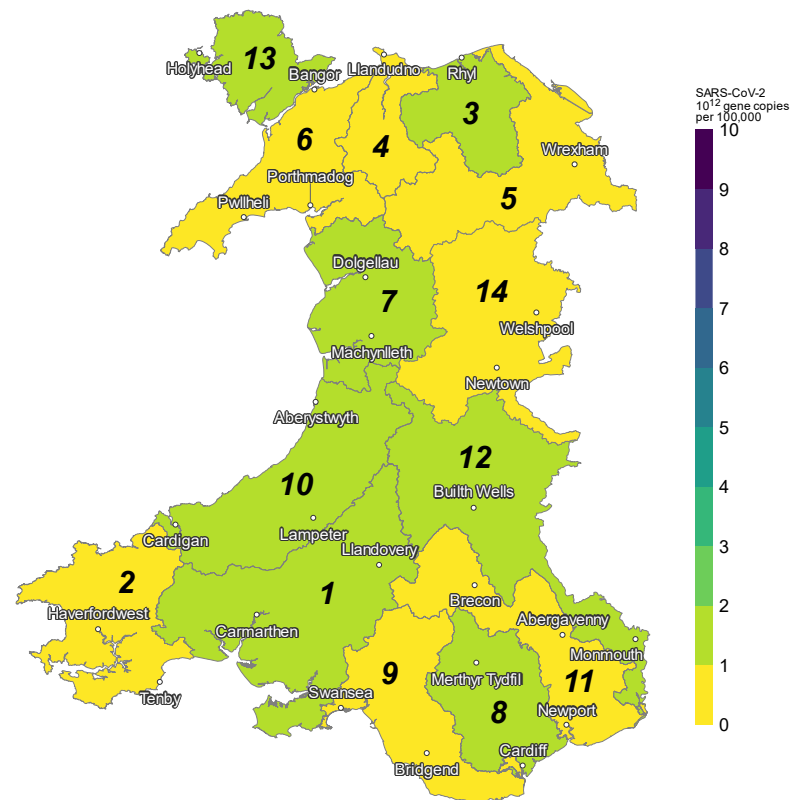 13
Holyhead
Bangor
Llandudno
Rhyl
3
6
4
Wrexham
Porthmadog
Pwllheli
5
Dolgellau
7
14
Welshpool
Machynlleth
Newtown
Aberystwyth
12
10
Builth Wells
Lampeter
Cardigan
Llandovery
2
1
Brecon
Haverfordwest
Abergavenny
Carmarthen
Monmouth
9
Merthyr Tydfil
11
Tenby
Swansea
8
Newport
Cardiff
Bridgend
SARS-CoV-2
10¹² gene copies
per 100,000
10
9
8
7
6
5
4
3
2
1
0